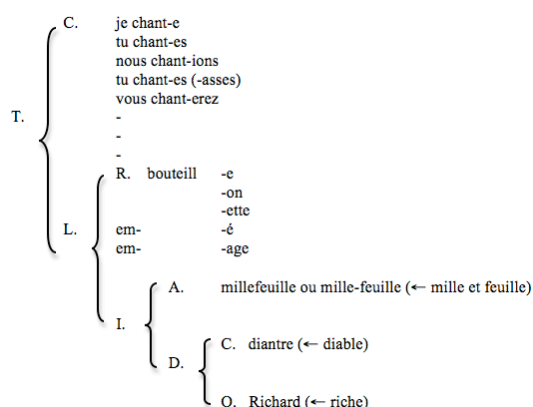 C. je chant-e
tu chant-es
nous chant-ions
tu chant-es (-asses)
vous chant-erez
T. -
-
-
R. bouteill -e
-on
-ette
L. em- -é
em- -age
A. millefeuille ou mille-feuille (← mille et feuille)
I.
C. diantre (← diable)
D.
O. Richard (← riche)